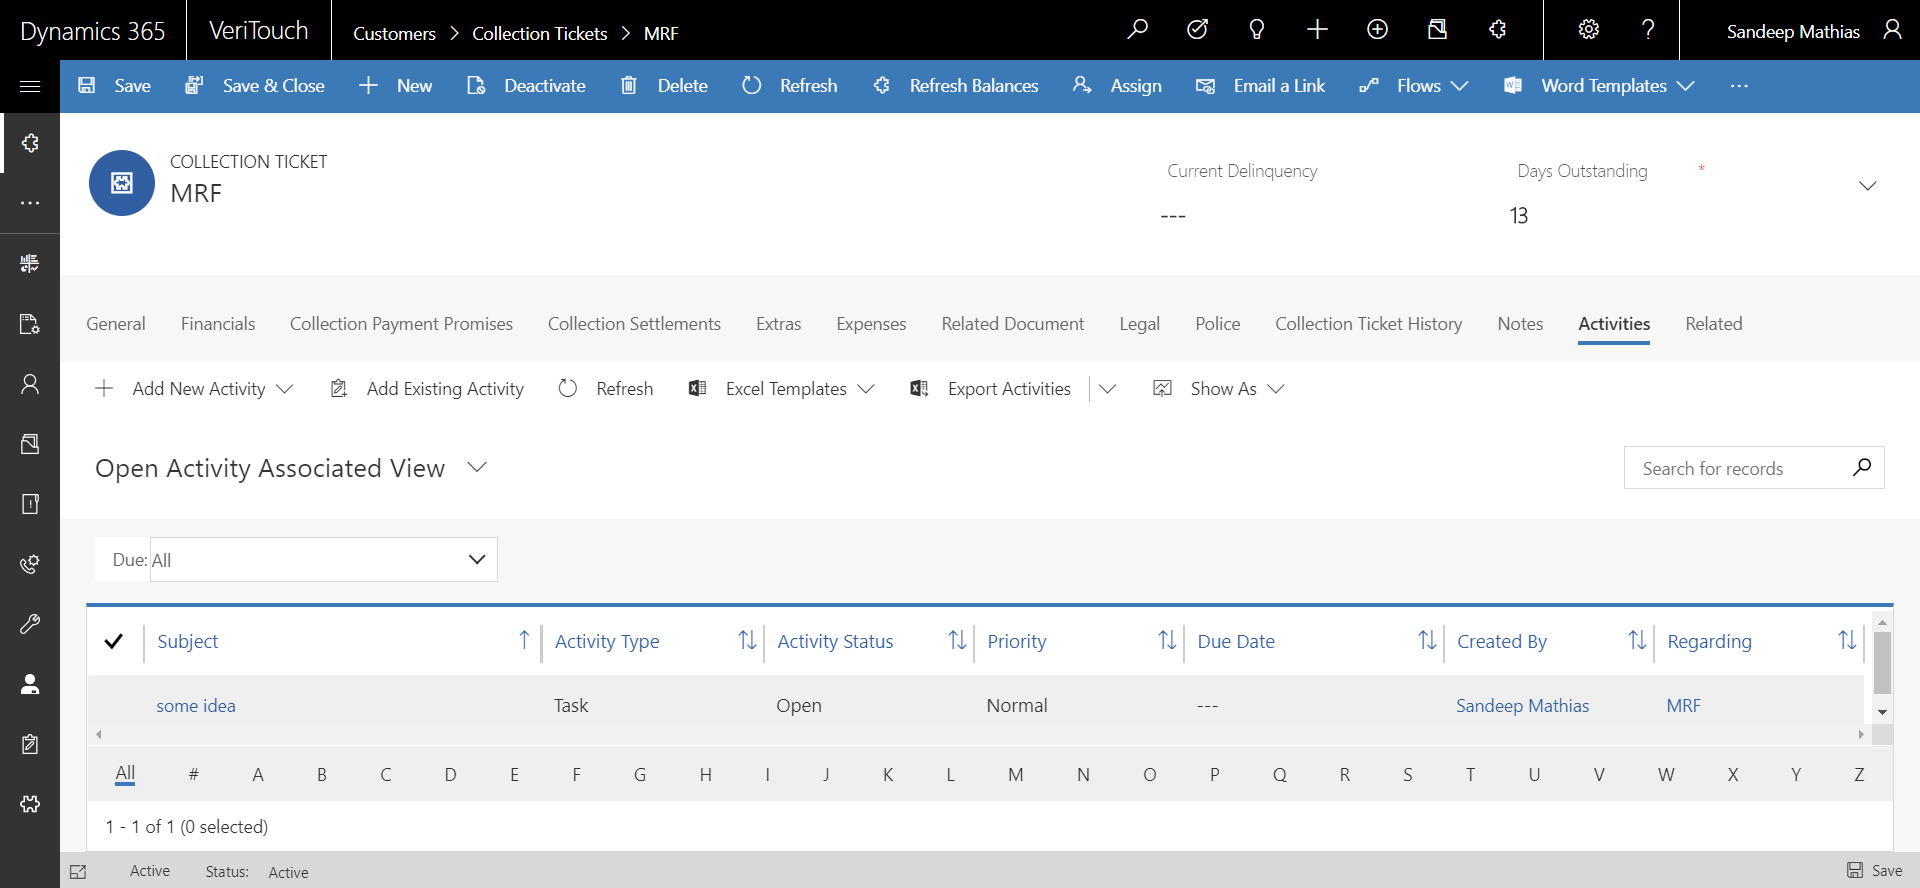 Dynamics 365 VeriTouch Customers > Collection Tickets > MRF Sandeep Mathias
Save Save & Close New Deactivate Delete Refresh Refresh Balances Assign Email a Link Flows Word Templates ...
COLLECTION TICKET
MRF
Current Delinquency
---
Days Outstanding *
13
General Financials Collection Payment Promises Collection Settlements Extras Expenses Related Document Legal Police Collection Ticket History Notes Activities Related
Add New Activity Add Existing Activity Refresh Excel Templates Export Activities Show As
Open Activity Associated View
Search for records
Due: All
Subject Activity Type Activity Status Priority Due Date Created By Regarding
some idea Task Open Normal --- Sandeep Mathias MRF
All # A B C D E F G H I J K L M N O P Q R S T U V W X Y Z
1 - 1 of 1 (0 selected)
Active Status: Active Save